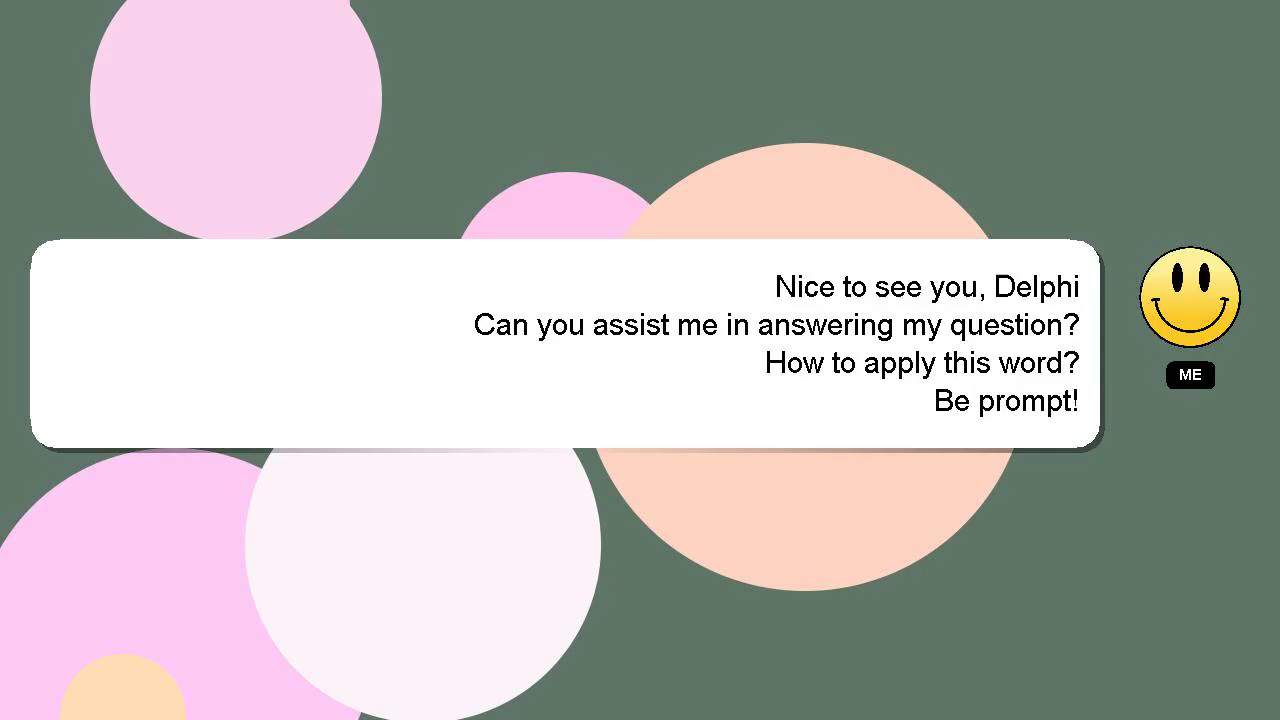 Nice to see you, Delphi
Can you assist me in answering my question?
How to apply this word?
Be prompt!
ME